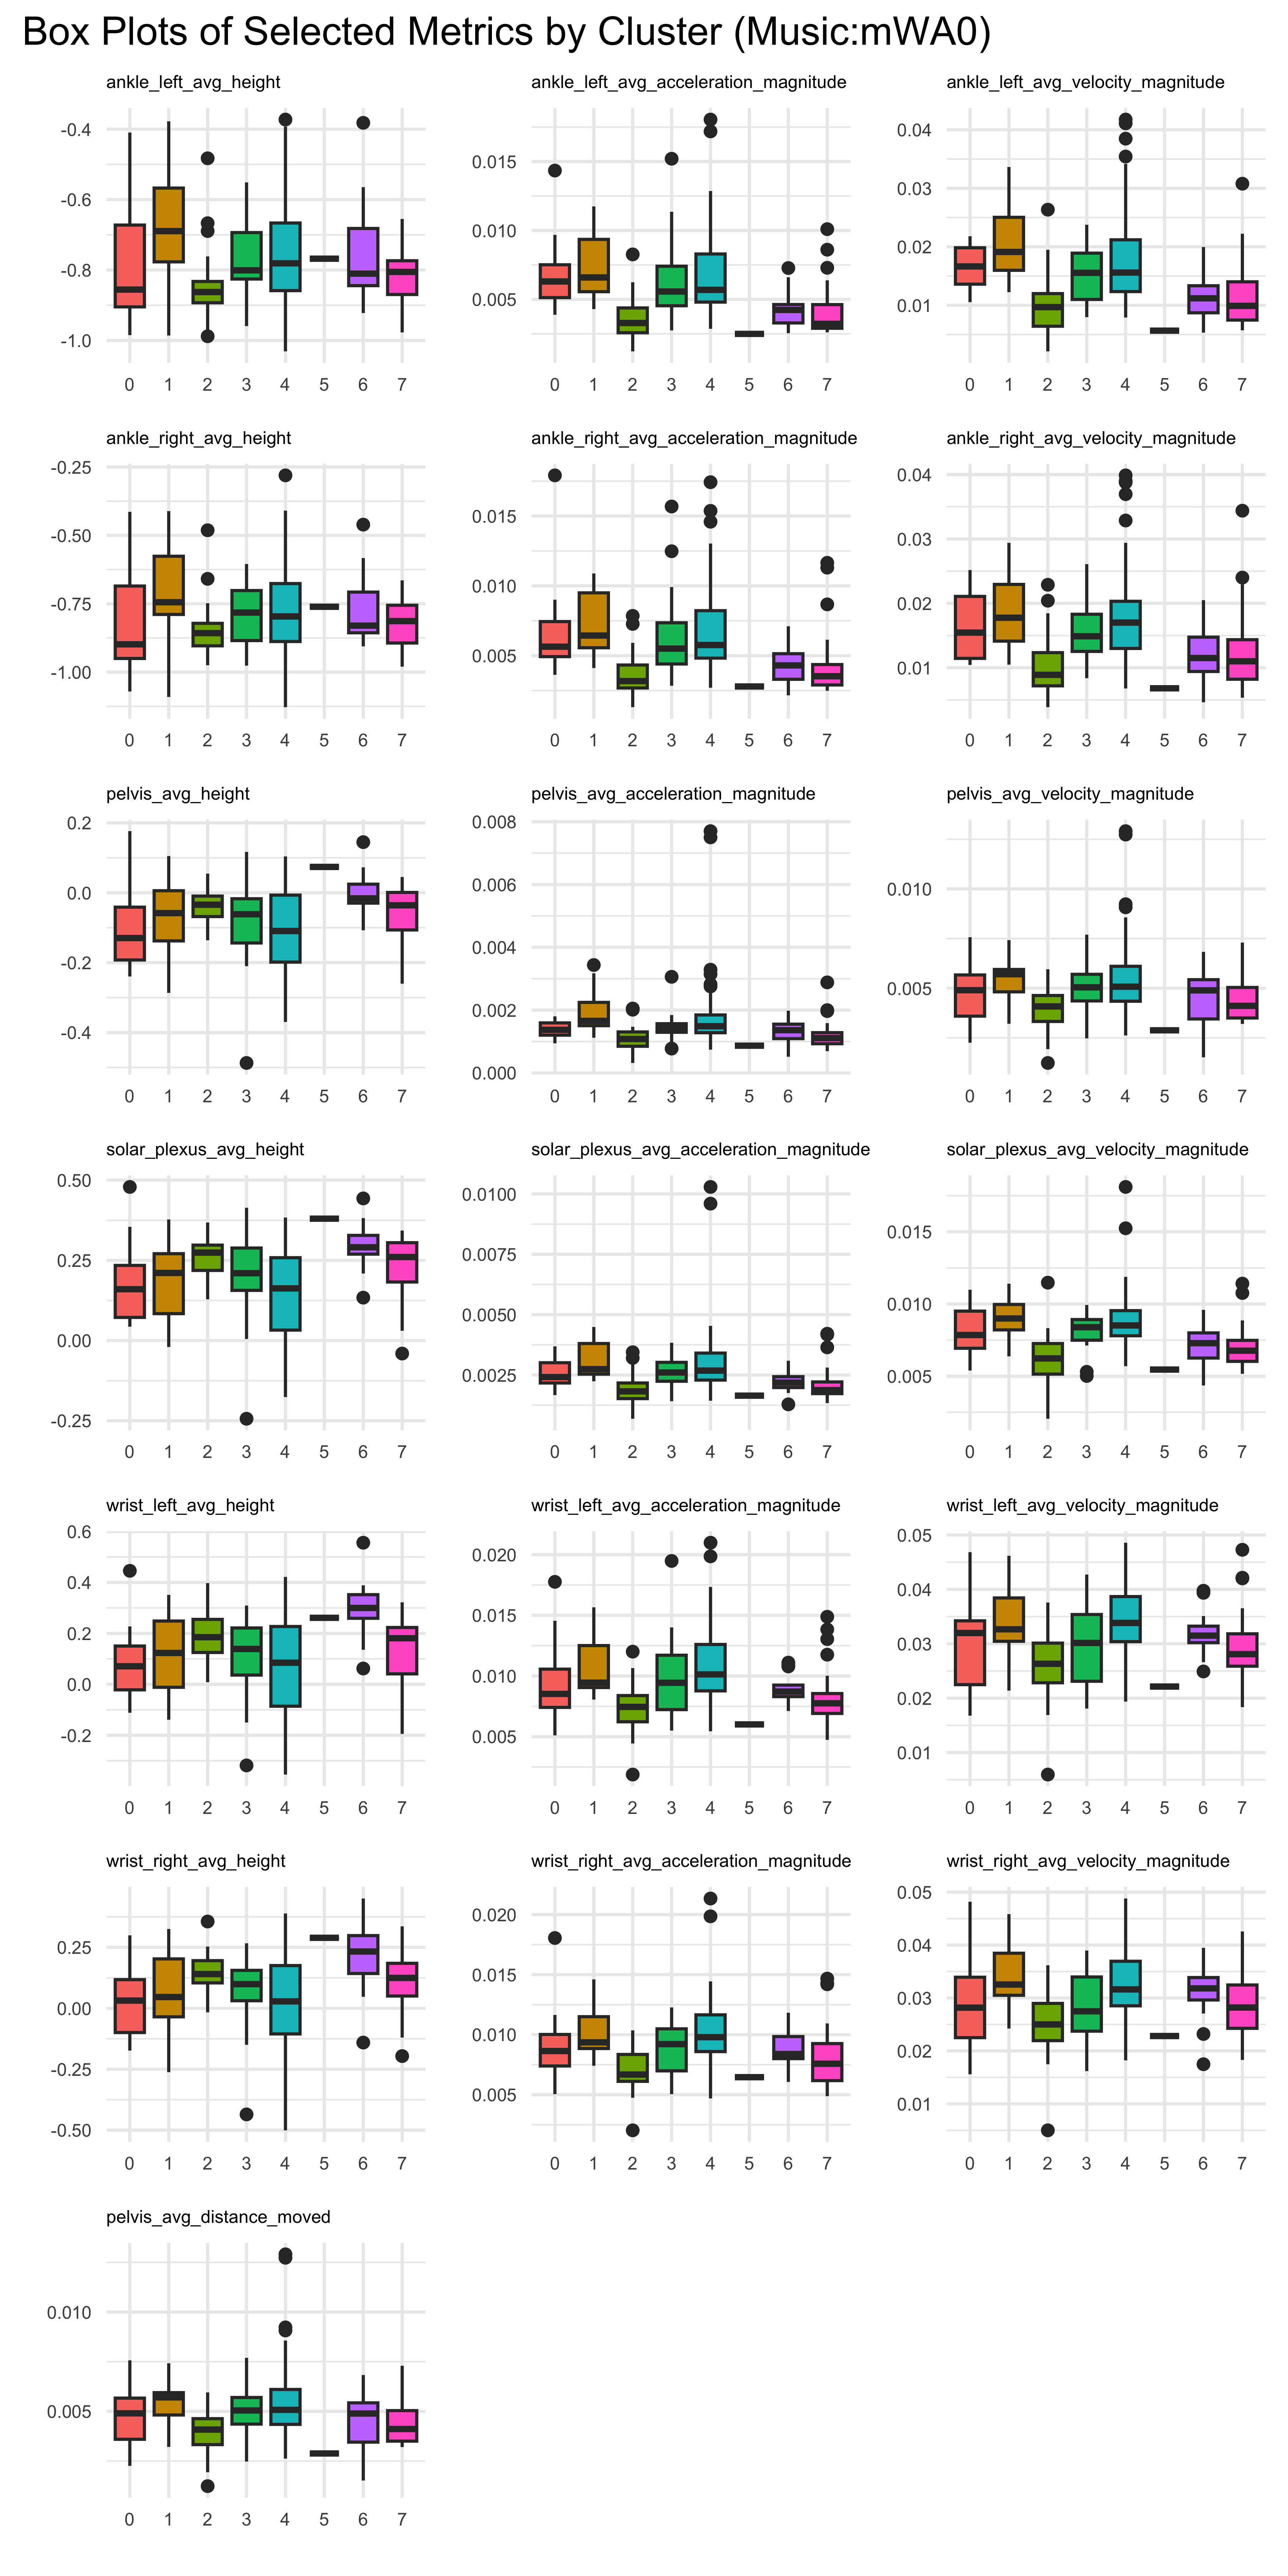 Box Plots of Selected Metrics by Cluster (Music:mWA0)
ankle_left_avg_height
ankle_left_avg_acceleration_magnitude
ankle_left_avg_velocity_magnitude
-0.4
-0.6
-0.8
-1.0
0 1 2 3 4 5 6 7
0.015
0.010
0.005
0 1 2 3 4 5 6 7
0.04
0.03
0.02
0.01
0 1 2 3 4 5 6 7
ankle_right_avg_height
ankle_right_avg_acceleration_magnitude
ankle_right_avg_velocity_magnitude
-0.25
-0.50
-0.75
-1.00
0 1 2 3 4 5 6 7
0.015
0.010
0.005
0 1 2 3 4 5 6 7
0.04
0.03
0.02
0.01
0 1 2 3 4 5 6 7
pelvis_avg_height
pelvis_avg_acceleration_magnitude
pelvis_avg_velocity_magnitude
0.2
0.0
-0.2
-0.4
0 1 2 3 4 5 6 7
0.008
0.006
0.004
0.002
0.000
0 1 2 3 4 5 6 7
0.010
0.005
0 1 2 3 4 5 6 7
solar_plexus_avg_height
solar_plexus_avg_acceleration_magnitude
solar_plexus_avg_velocity_magnitude
0.50
0.25
0.00
-0.25
0 1 2 3 4 5 6 7
0.0100
0.0075
0.0050
0.0025
0 1 2 3 4 5 6 7
0.015
0.010
0.005
0 1 2 3 4 5 6 7
wrist_left_avg_height
wrist_left_avg_acceleration_magnitude
wrist_left_avg_velocity_magnitude
0.6
0.4
0.2
0.0
-0.2
0 1 2 3 4 5 6 7
0.020
0.015
0.010
0.005
0 1 2 3 4 5 6 7
0.05
0.04
0.03
0.02
0.01
0 1 2 3 4 5 6 7
wrist_right_avg_height
wrist_right_avg_acceleration_magnitude
wrist_right_avg_velocity_magnitude
0.25
0.00
-0.25
-0.50
0 1 2 3 4 5 6 7
0.020
0.015
0.010
0.005
0 1 2 3 4 5 6 7
0.05
0.04
0.03
0.02
0.01
0 1 2 3 4 5 6 7
pelvis_avg_distance_moved
0.010
0.005
0 1 2 3 4 5 6 7